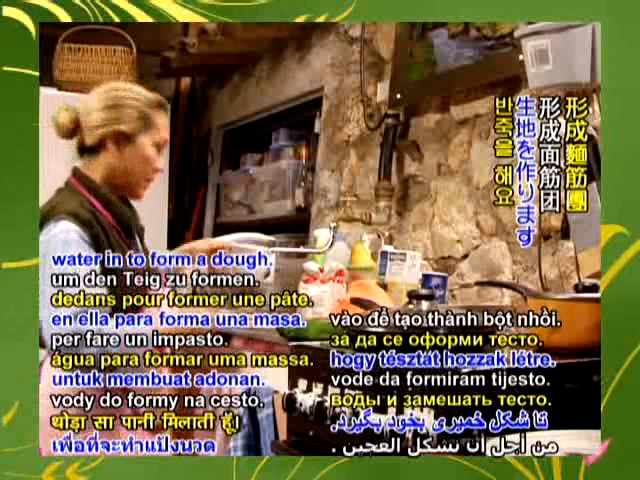 形成麵筋團
形成面筋团
生地を作ります
반죽을 해요
water in to form a dough.
um den Teig zu formen.
dedans pour former une pâte.
en ella para forma una masa.
per fare un impasto.
água para formar uma massa.
untuk membuat adonan.
vody do formy na cesto.
थोड़ा सा पानी मिलाती हूँ।
เพื่อที่จะทำแป้งนวด
vào để tạo thành bột nhồi.
за да се оформи тесто.
hogy tésztát hozzak létre.
vode da formiram tijesto.
воды и замешать тесто.
تا شکل خمیری بخود بگیرد.
من أجل أن نشكل العجين .